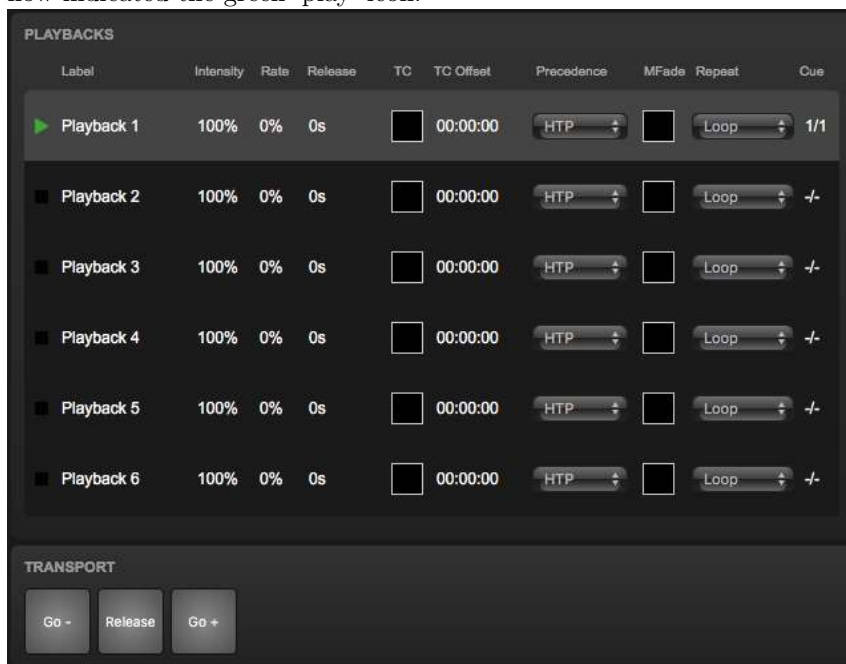 now indicated the green 'play' icon.
PLAYBACKS
Label Intensity Rate Release TC TC Offset Precedence MFade Repeat Cue
Playback 1 100% 0% 0s 00:00:00 HTP Loop 1/1
Playback 2 100% 0% 0s 00:00:00 HTP Loop -/-
Playback 3 100% 0% 0s 00:00:00 HTP Loop -/-
Playback 4 100% 0% 0s 00:00:00 HTP Loop -/-
Playback 5 100% 0% 0s 00:00:00 HTP Loop -/-
Playback 6 100% 0% 0s 00:00:00 HTP Loop -/-
TRANSPORT
Go - Release Go +